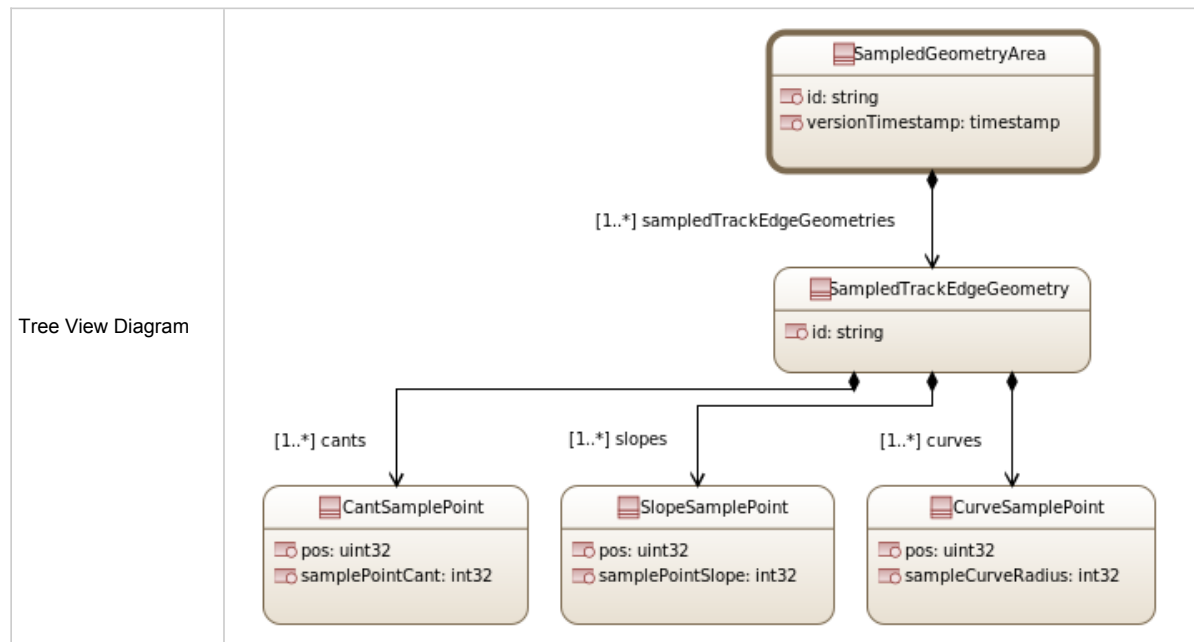 Tree View Diagram
SampledGeometryArea
id: string
versionTimestamp: timestamp
[1..*] sampledTrackEdgeGeometries
SampledTrackEdgeGeometry
id: string
[1..*] cants
[1..*] slopes
[1..*] curves
CantSamplePoint
pos: uint32
samplePointCant: int32
SlopeSamplePoint
pos: uint32
samplePointSlope: int32
CurveSamplePoint
pos: uint32
sampleCurveRadius: int32